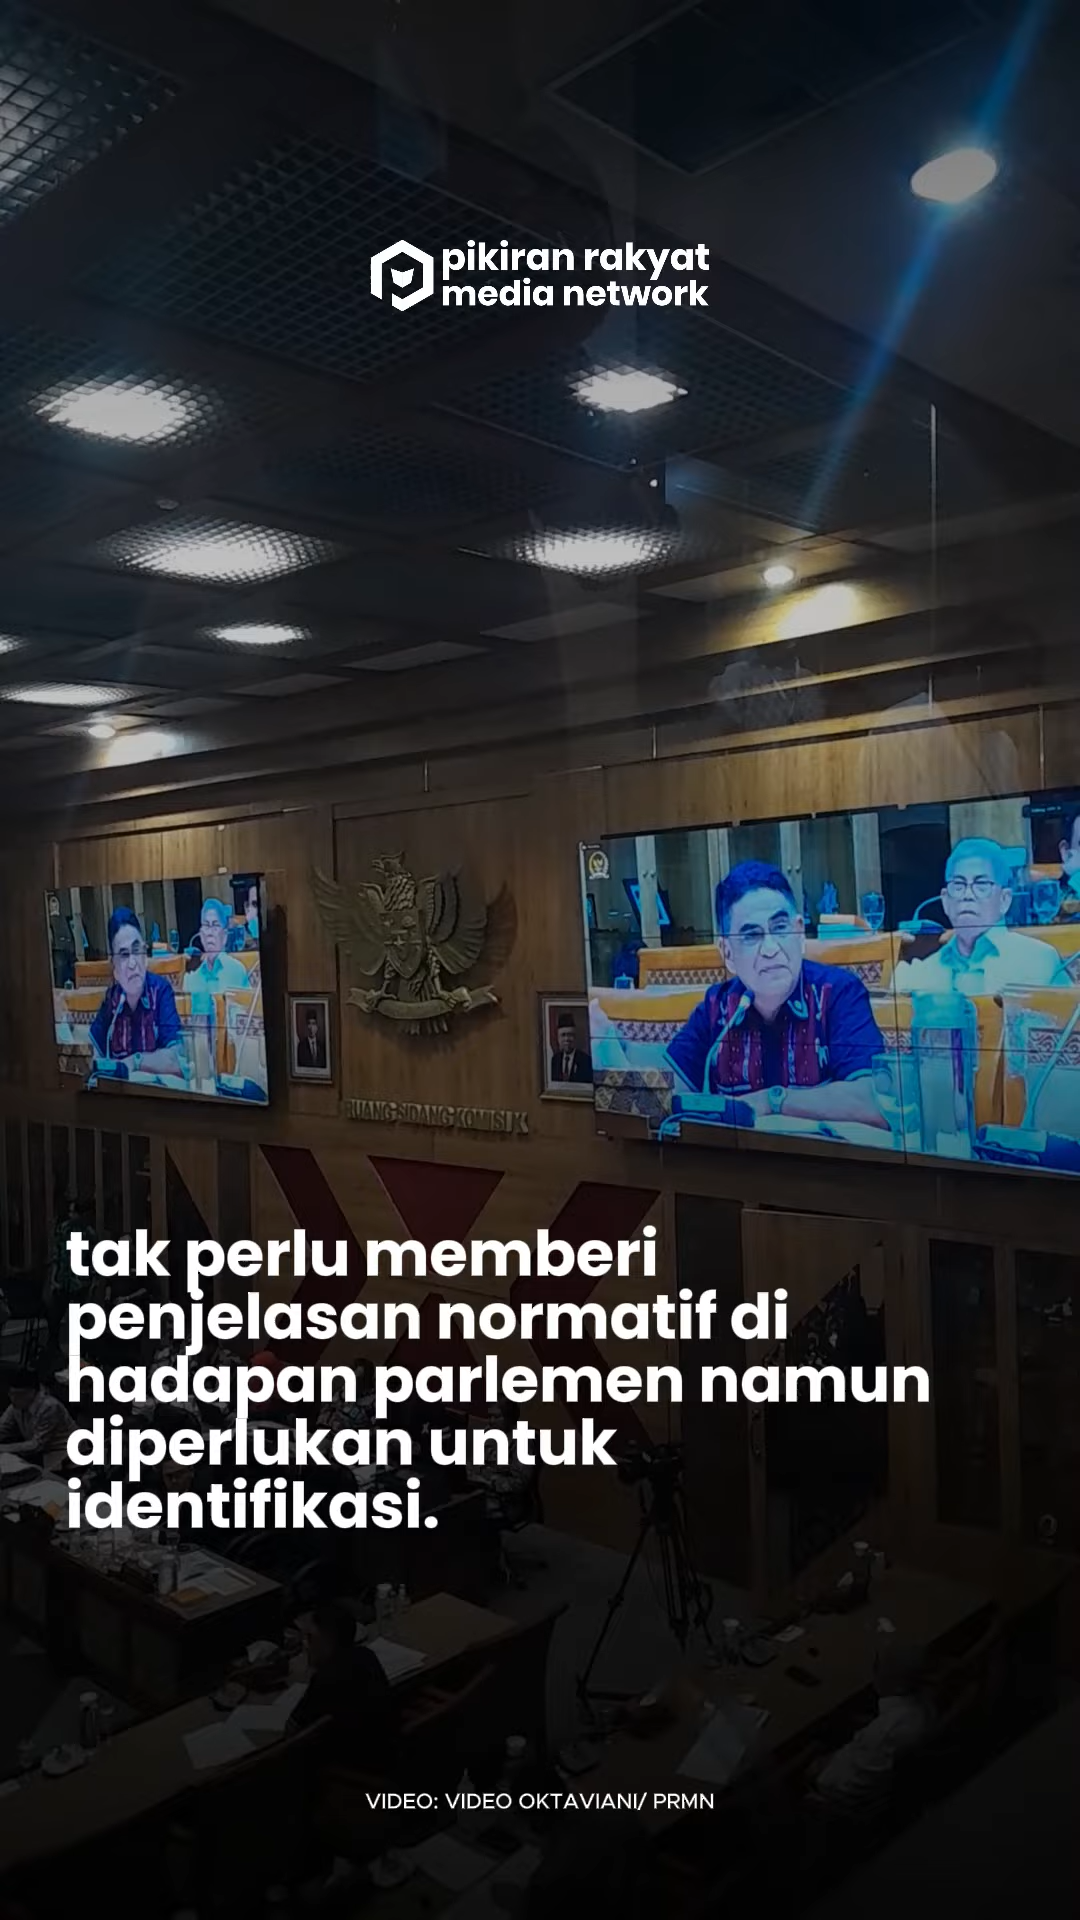 pikiran rakyat
media network
RUANG SIDANG KOMISI X
tak perlu memberi
penjelasan normatif di
hadapan parlemen namun
diperlukan untuk
identifikasi.
VIDEO: VIDEO OKTAVIANI/ PRMN